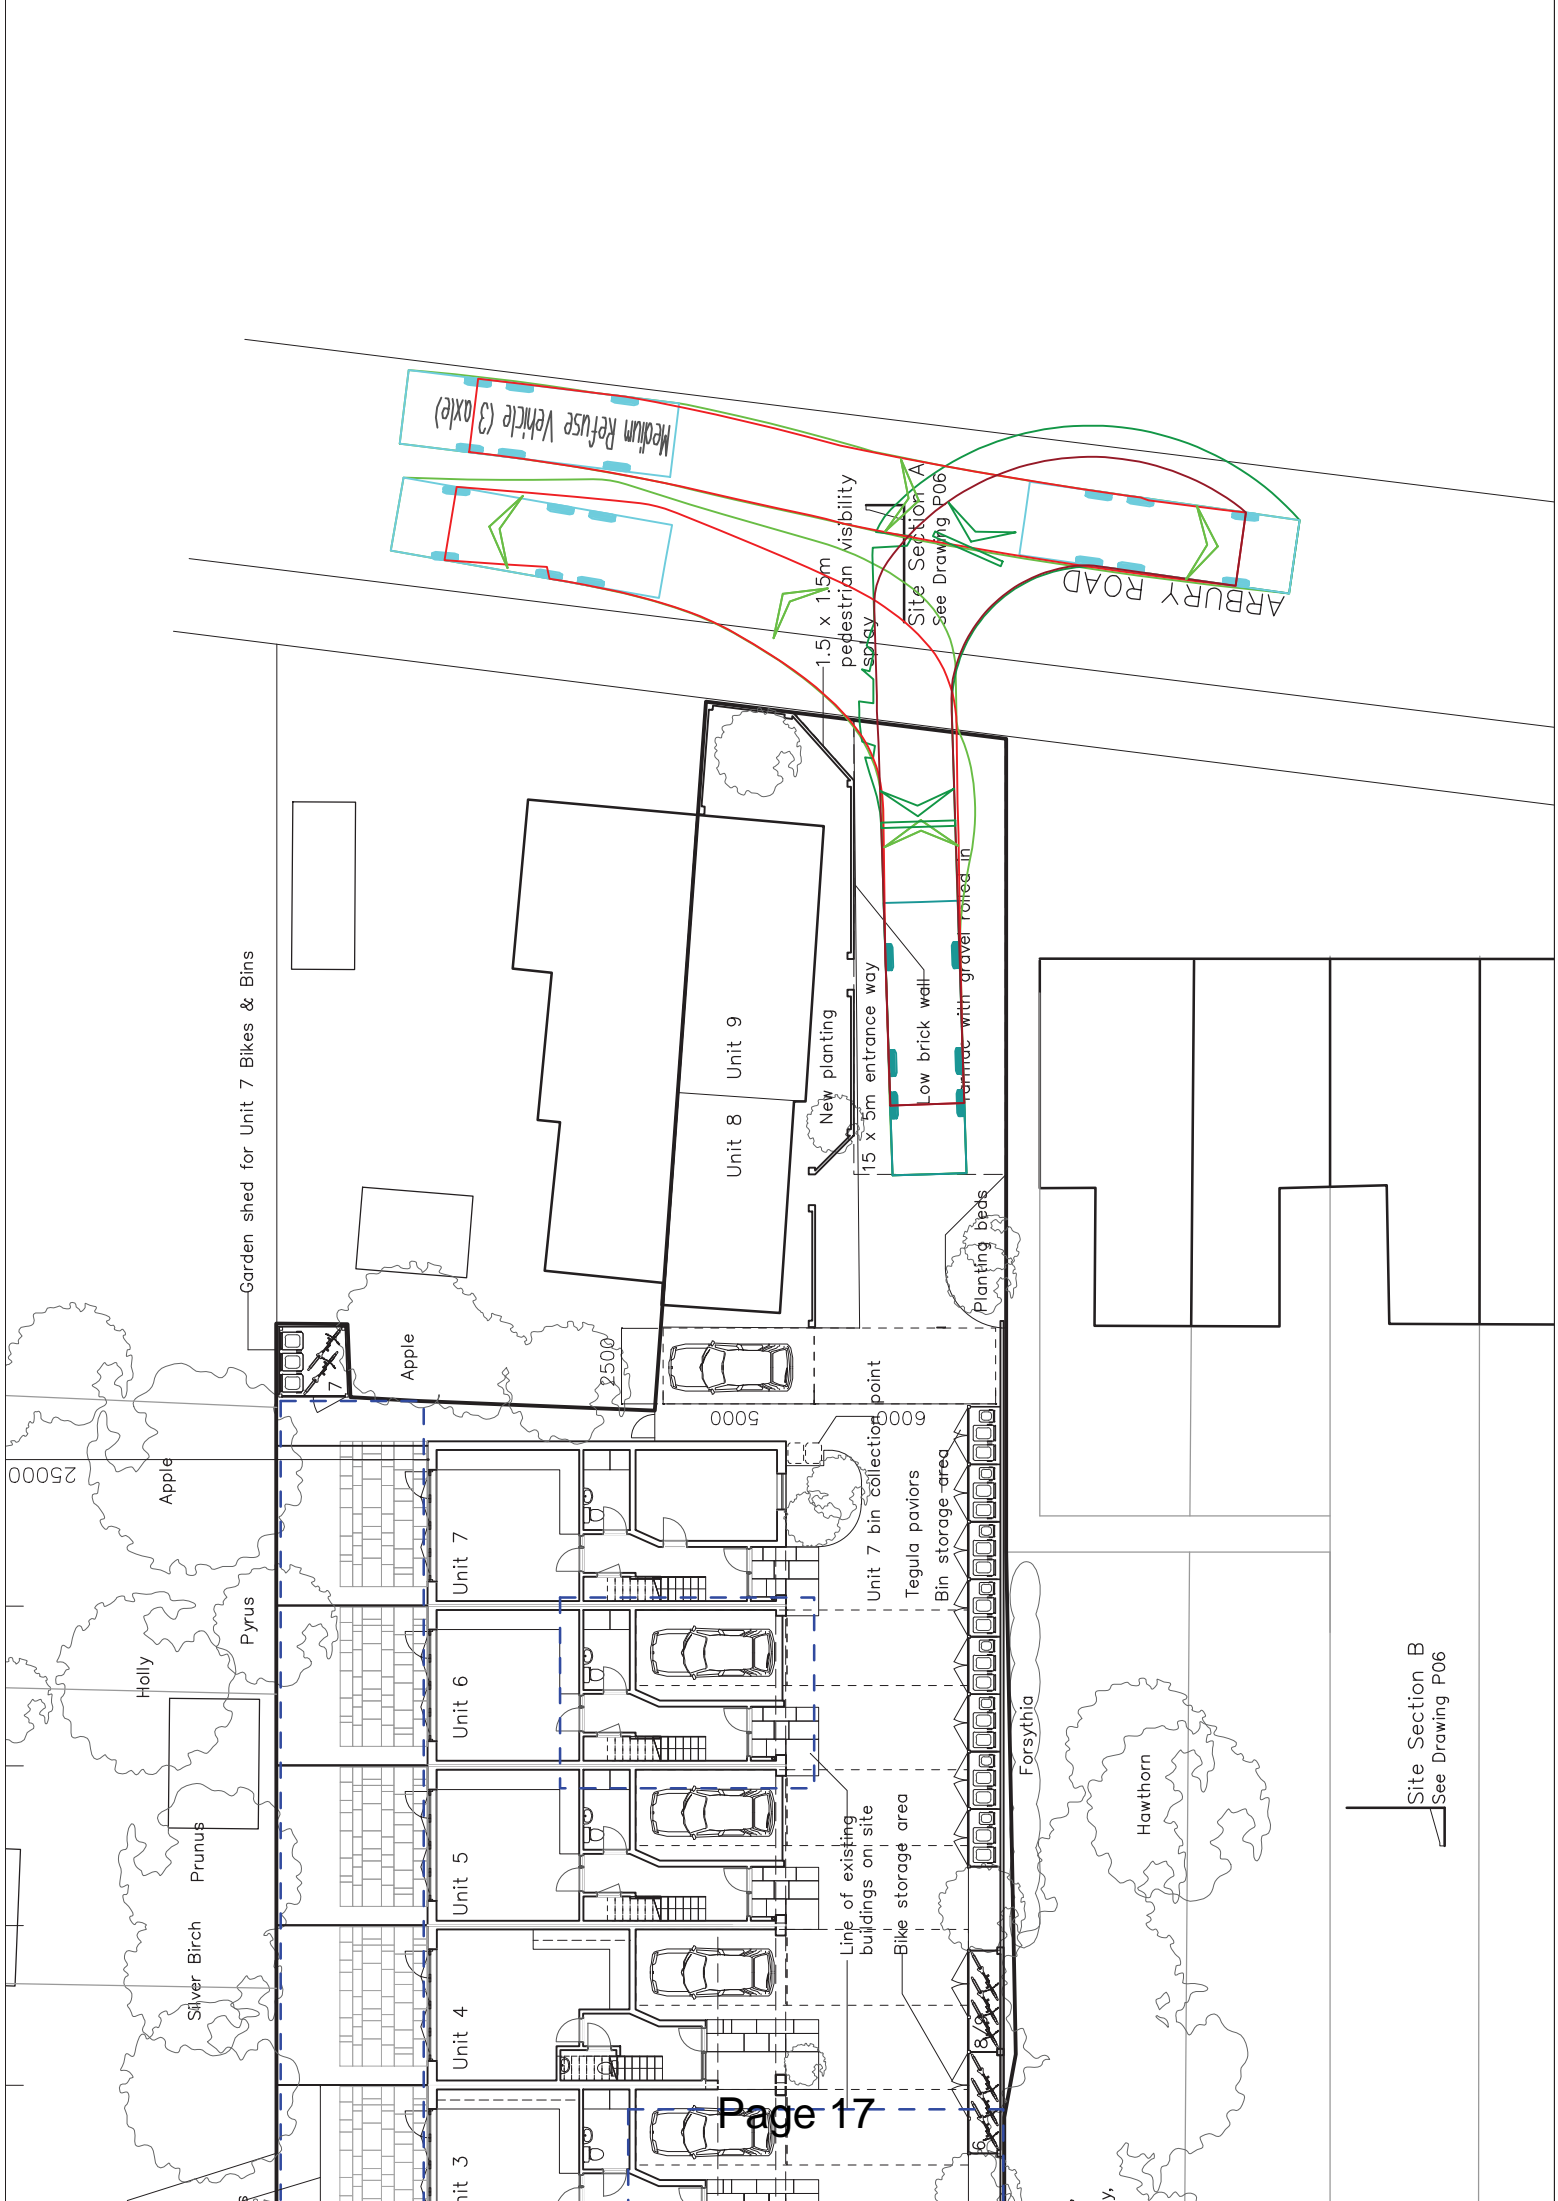 Medium Refuse Vehicle (3 axle)
ARBURY ROAD
1.5 x 1.5m
pedestrian visibility
splay
Site Section A
See Drawing P06
Garden shed for Unit 7 Bikes & Bins
Unit 9
Unit 8
New planting
15 x 5m entrance way
Low brick wall
Tarmac with gravel rolled in
Planting beds
7
Apple
2500
5000
6000
25000
Apple
Unit 7 bin collection point
Tegula paviors
Bin storage area
Unit 7
Pyrus
Holly
Unit 6
Forsythia
Hawthorn
Site Section B
See Drawing P06
Prunus
Silver Birch
Unit 5
Line of existing
buildings on site
Bike storage area
Unit 4
8/9
6
Page 17